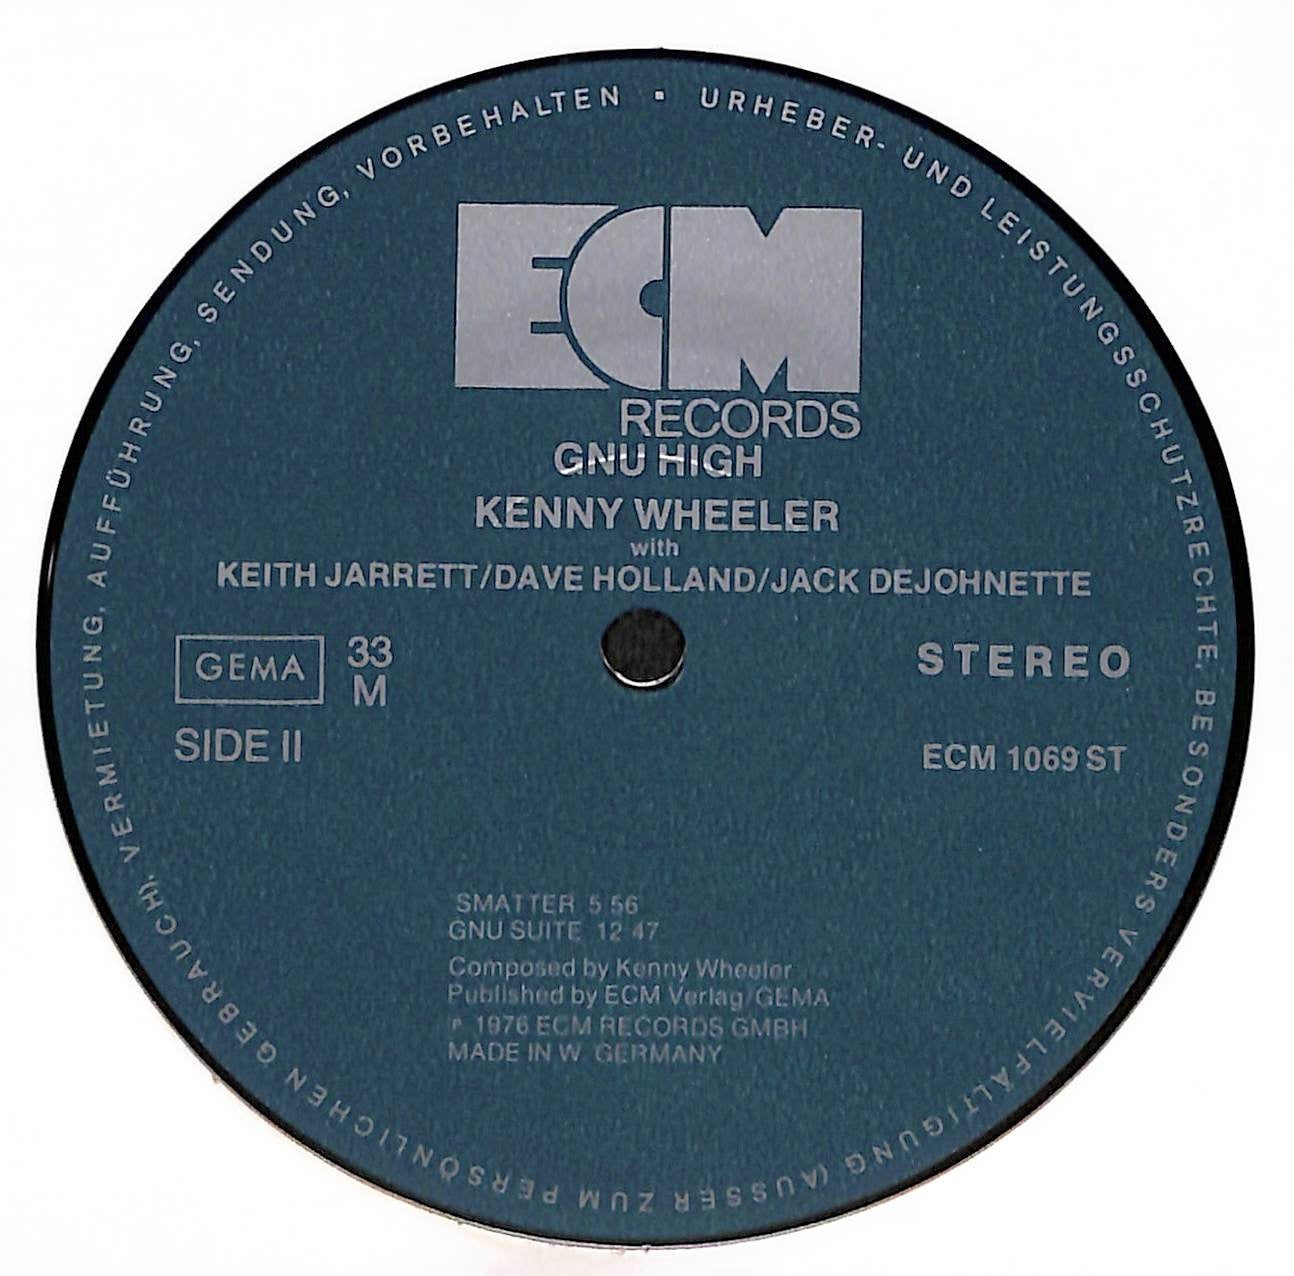 URHEBER- UND LEISTUNGSSCHUTZRECHTE, BESONDERS VERVIELFÄLTIGUNG (AUSSER ZUM PERSÖNLICHEN GEBRAUCH), VERMIETUNG, AUFFÜHRUNG, SENDUNG, VORBEHALTEN ▪
ECM
RECORDS
GNU HIGH
KENNY WHEELER
with
KEITH JARRETT/DAVE HOLLAND/JACK DEJOHNETTE
GEMA
33
M
STEREO
SIDE II
ECM 1069 ST
SMATTER 5 56
GNU SUITE 12 47
Composed by Kenny Wheeler
Published by ECM Verlag/GEMA
℗ 1976 ECM RECORDS GMBH
MADE IN W. GERMANY